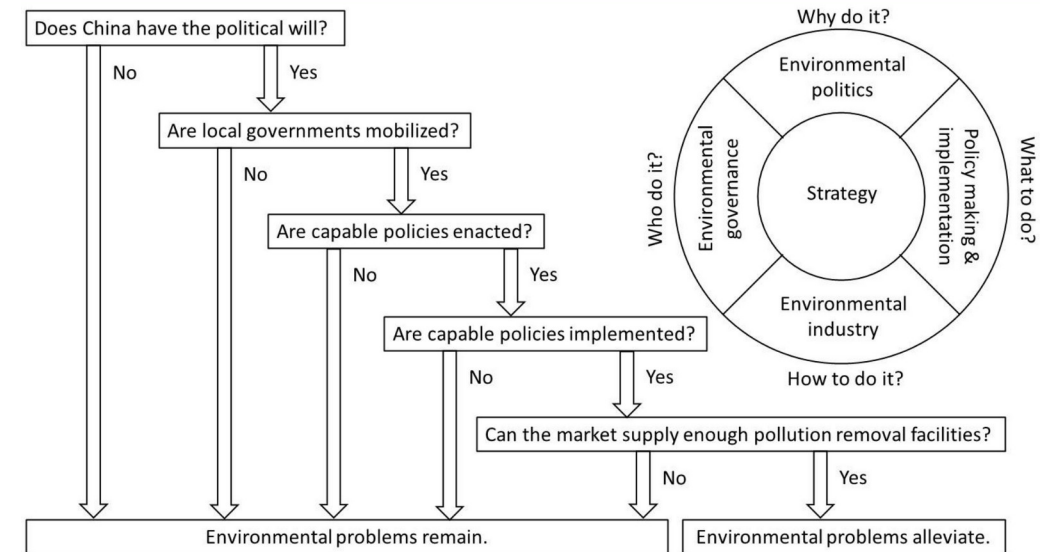 Does China have the political will?
No
Yes
Are local governments mobilized?
No
Yes
Are capable policies enacted?
No
Yes
Are capable policies implemented?
No
Yes
Can the market supply enough pollution removal facilities?
No
Yes
Environmental problems remain.
Environmental problems alleviate.
Why do it?
Environmental
politics
Who do it?
Environmental
governance
Strategy
Policy making &
implementation
What to do?
Environmental
industry
How to do it?